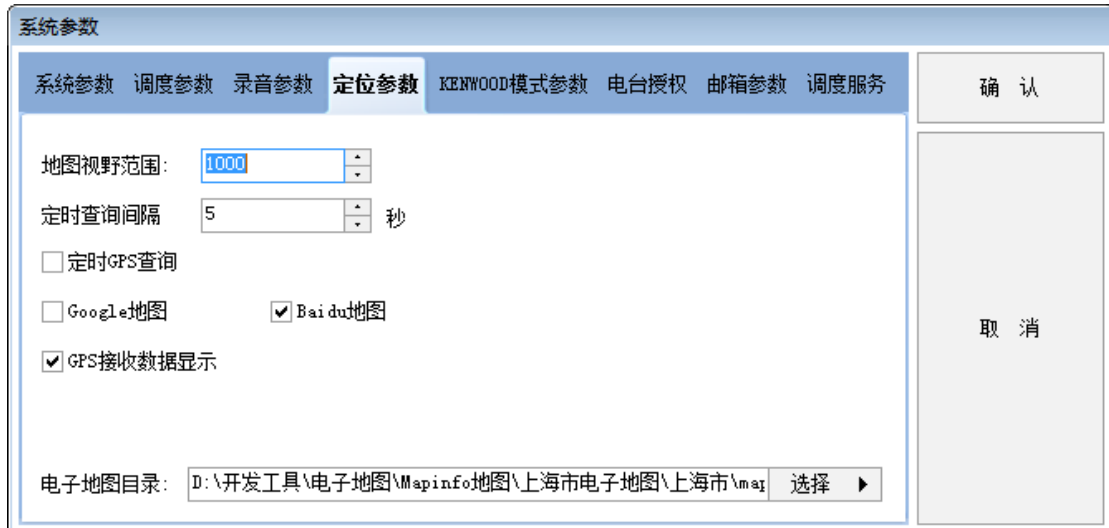 系统参数
系统参数 调度参数 录音参数 定位参数 KENWOOD模式参数 电台授权 邮箱参数 调度服务
确 认
地图视野范围: 1000
定时查询间隔 5 秒
定时GPS查询
Google地图 Baidu地图
取 消
GPS接收数据显示
电子地图目录: D:\开发工具\电子地图\Mapinfo地图\上海市电子地图\上海市\map 选择